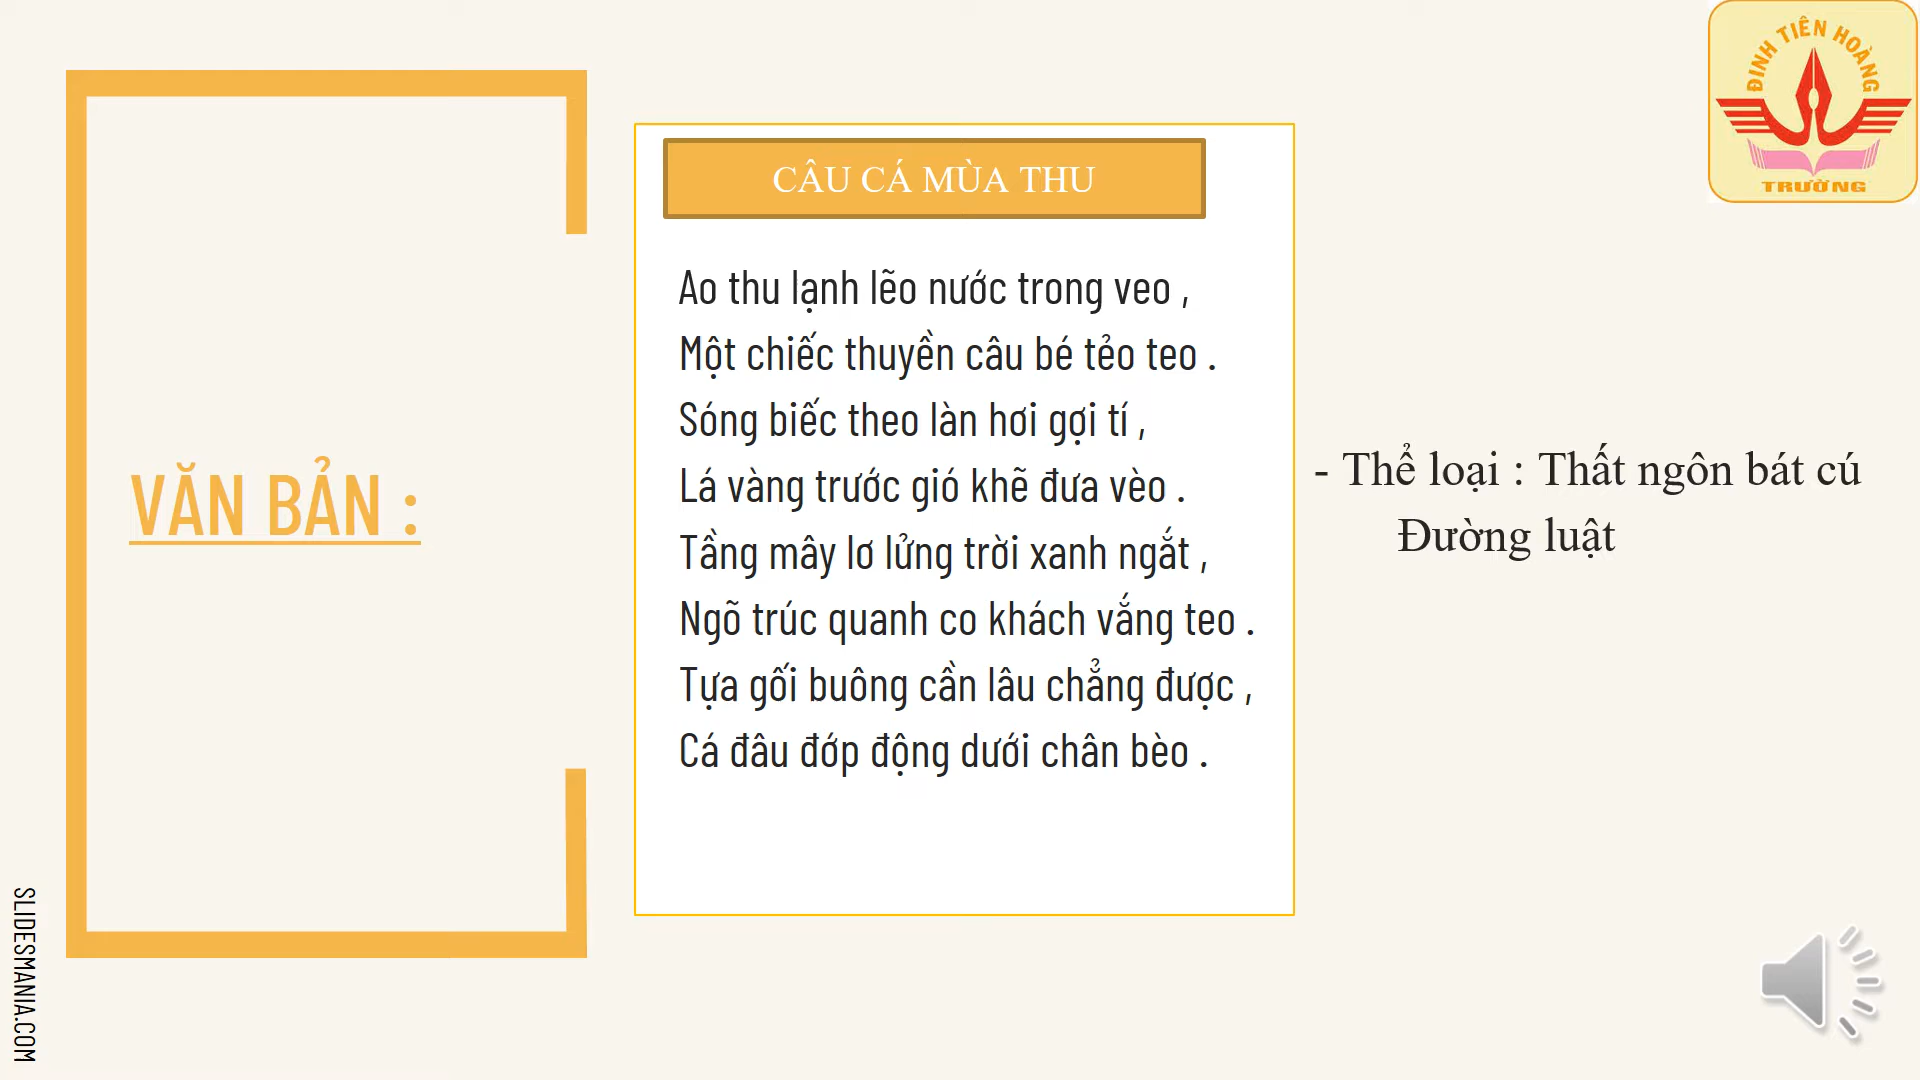 ĐINH TIÊN HOÀNG
TRƯỜNG
VĂN BẢN :
CÂU CÁ MÙA THU
Ao thu lạnh lẽo nước trong veo ,
Một chiếc thuyền câu bé tẻo teo .
Sóng biếc theo làn hơi gợi tí ,
Lá vàng trước gió khẽ đưa vèo .
Tầng mây lơ lửng trời xanh ngắt ,
Ngõ trúc quanh co khách vắng teo .
Tựa gối buông cần lâu chẳng được ,
Cá đâu đớp động dưới chân bèo .
- Thể loại : Thất ngôn bát cú
Đường luật
SLIDESMANIA.COM